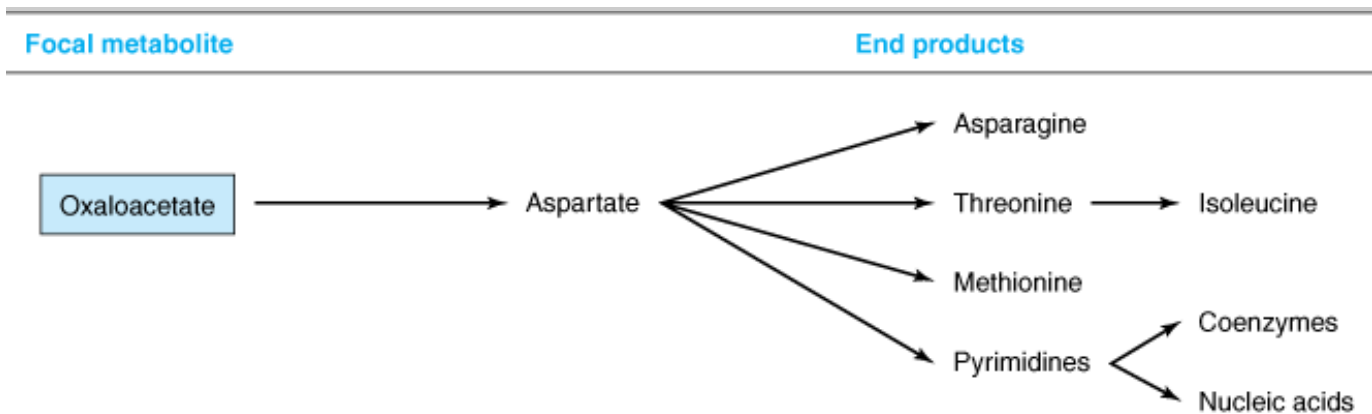 Focal metabolite End products
Asparagine
Oxaloacetate Aspartate Threonine Isoleucine
Methionine
Coenzymes
Pyrimidines
Nucleic acids